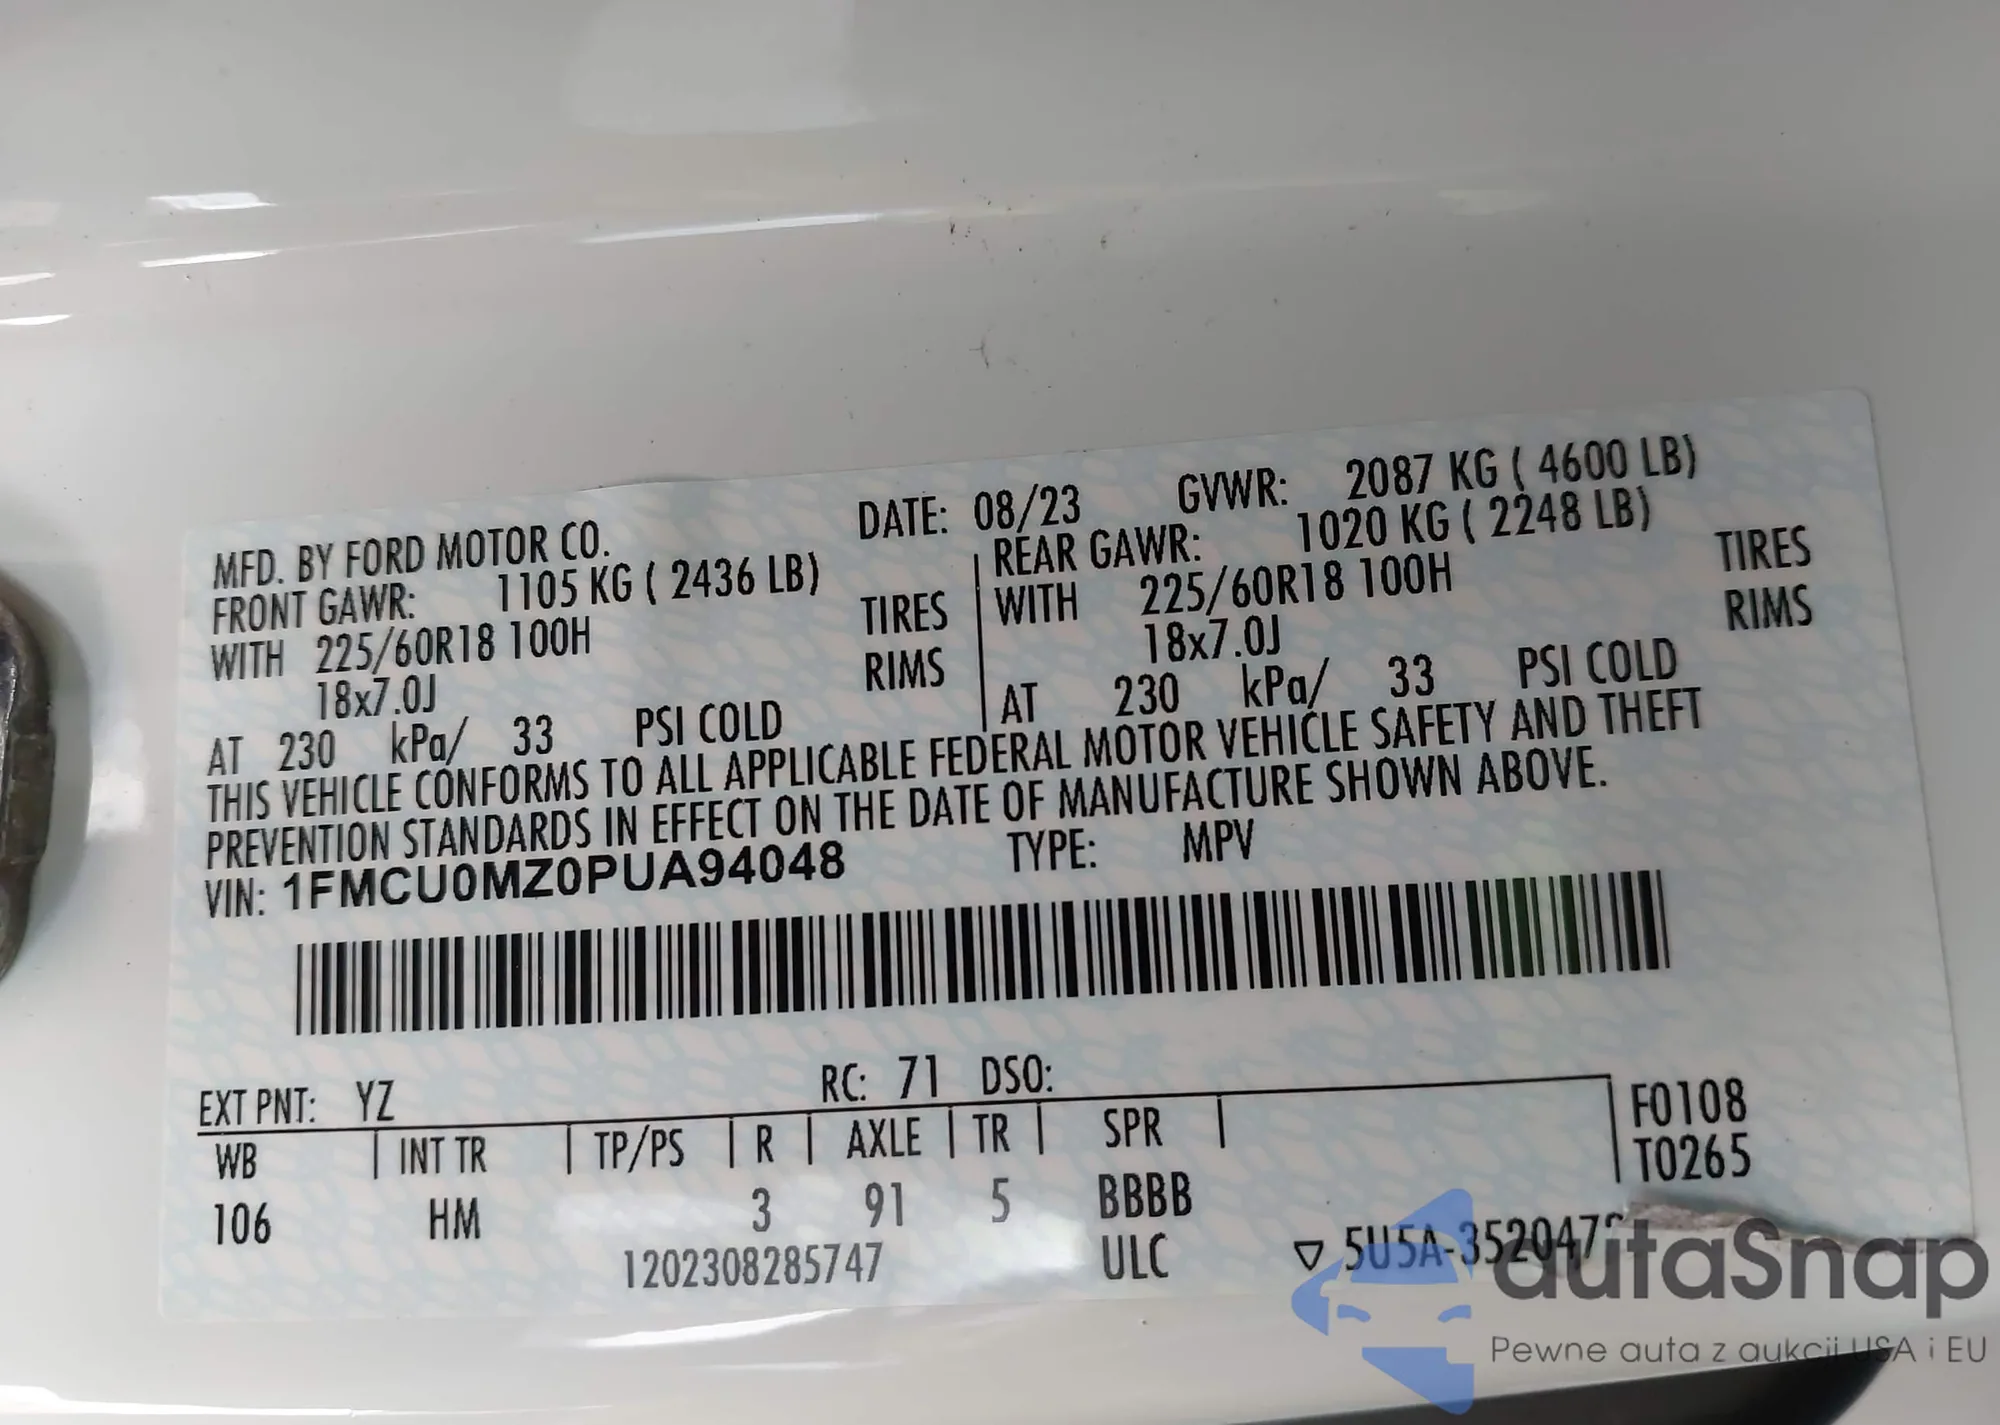 MFD. BY FORD MOTOR CO. DATE: 08/23 GVWR: 2087 KG ( 4600 LB)
FRONT GAWR: 1105 KG ( 2436 LB) REAR GAWR: 1020 KG ( 2248 LB)
WITH 225/60R18 100H TIRES WITH 225/60R18 100H TIRES
18x7.0J RIMS 18x7.0J RIMS
AT 230 kPa/ 33 PSI COLD AT 230 kPa/ 33 PSI COLD
THIS VEHICLE CONFORMS TO ALL APPLICABLE FEDERAL MOTOR VEHICLE SAFETY AND THEFT
PREVENTION STANDARDS IN EFFECT ON THE DATE OF MANUFACTURE SHOWN ABOVE.
VIN: 1FMCU0MZ0PUA94048 TYPE: MPV
EXT PNT: YZ RC: 71 DSO:
WB INT TR TP/PS R AXLE TR SPR F0108
T0265
106 HM 3 91 5 BBBB
1202308285747 ULC ▽ 5U5A-352047
autaSnap
Pewne auta z aukcji USA i EU